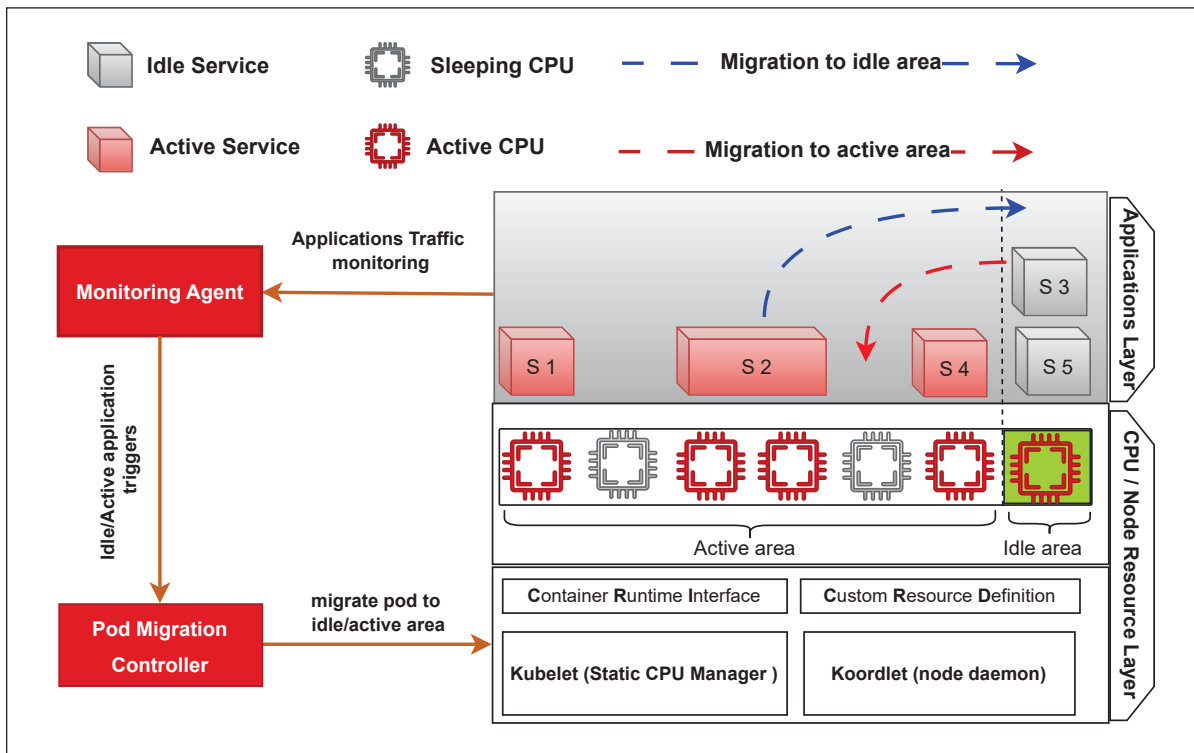 Idle Service
Sleeping CPU
Migration to idle area
Active Service
Active CPU
Migration to active area
Applications Traffic
monitoring
Monitoring Agent
S 3
S 1
S 2
S 4
S 5
Applications Layer
Idle/Active application
triggers
Active area
Idle area
CPU / Node Resource Layer
Container Runtime Interface
Custom Resource Definition
migrate pod to
idle/active area
Pod Migration
Controller
Kubelet (Static CPU Manager )
Koordlet (node daemon)